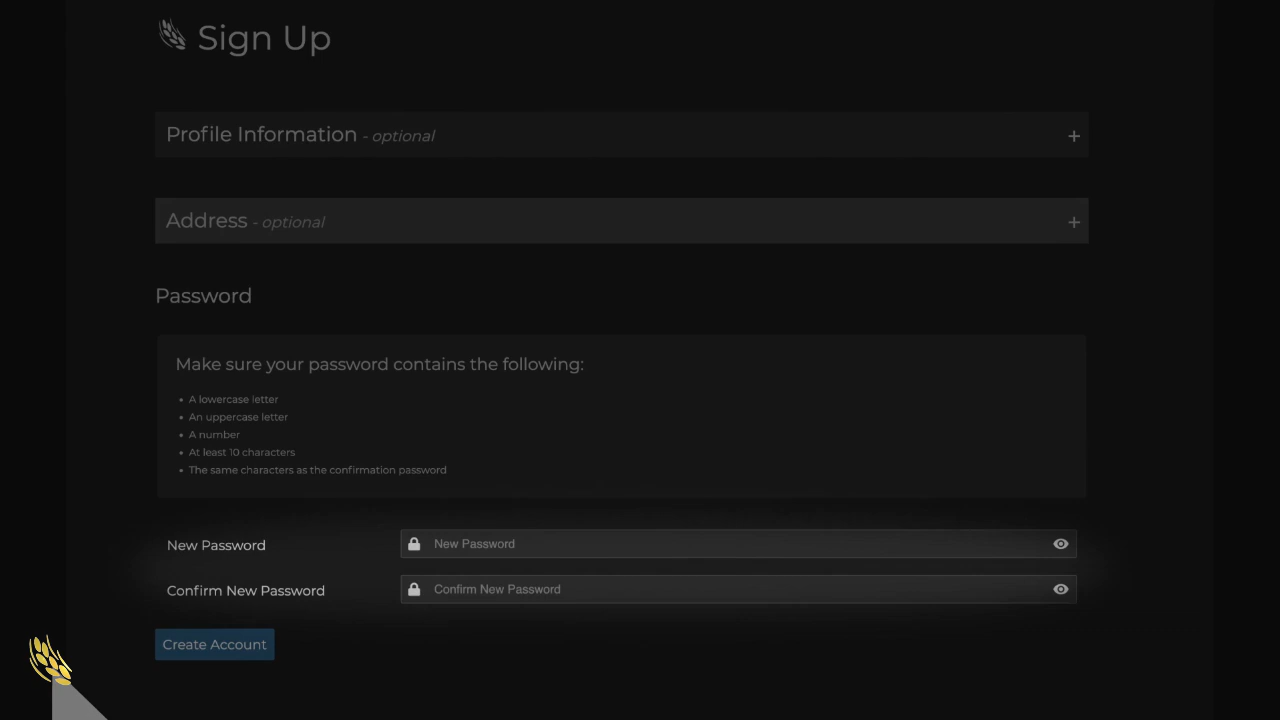 Sign Up
Profile Information - optional
Address - optional
Password
Make sure your password contains the following:
• A lowercase letter
• An uppercase letter
• A number
• At least 10 characters
• The same characters as the confirmation password
New Password New Password
Confirm New Password Confirm New Password
Create Account